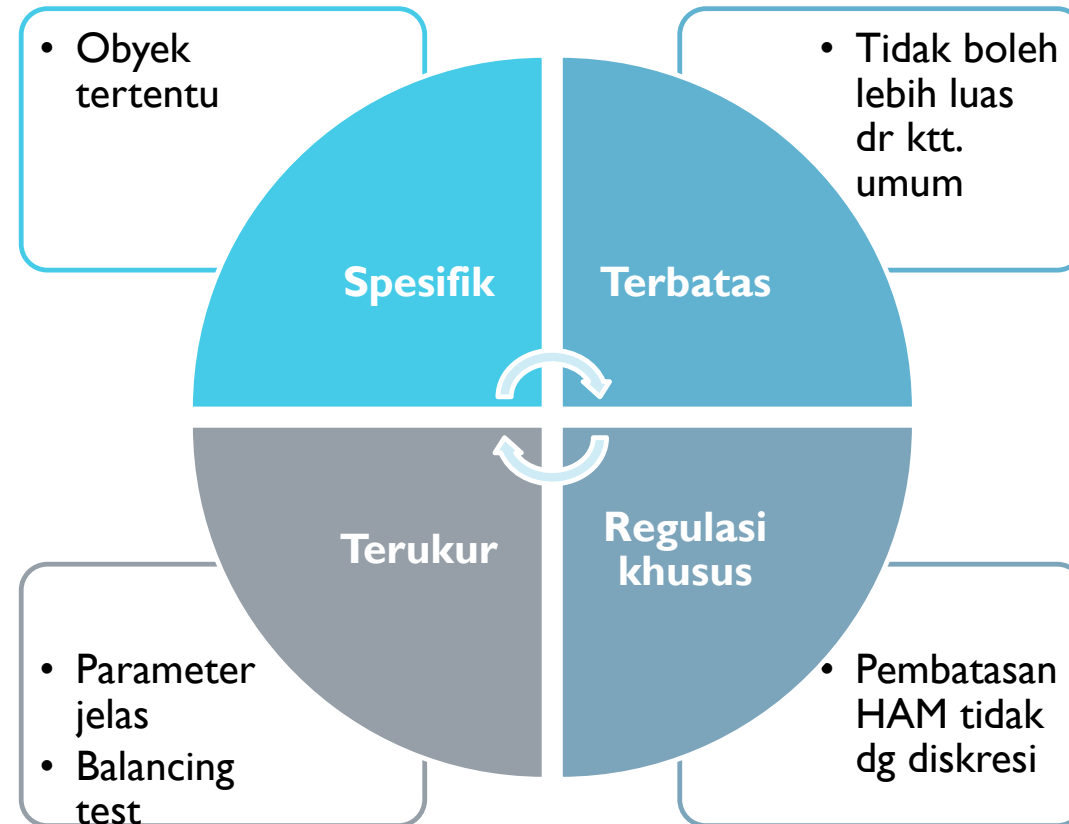 • Obyek
tertentu
• Tidak boleh
lebih luas
dr ktt.
umum
Spesifik
Terbatas
Terukur
Regulasi
khusus
• Parameter
jelas
• Balancing
test
• Pembatasan
HAM tidak
dg diskresi